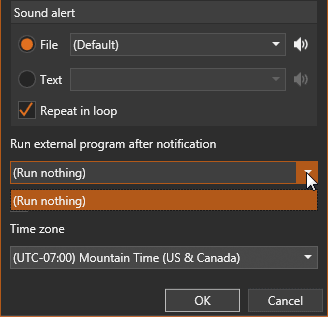 Sound alert
File
(Default)
Text
Repeat in loop
Run external program after notification
(Run nothing)
(Run nothing)
Time zone
(UTC-07:00) Mountain Time (US & Canada)
OK
Cancel